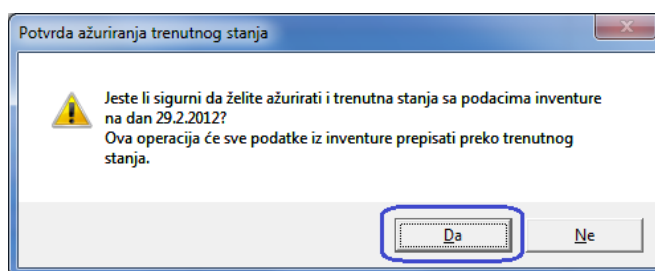 Potvrda ažuriranja trenutnog stanja
Jeste li sigurni da želite ažurirati i trenutna stanja sa podacima inventure
na dan 29.2.2012?
Ova operacija će sve podatke iz inventure prepisati preko trenutnog
stanja.
Da
Ne